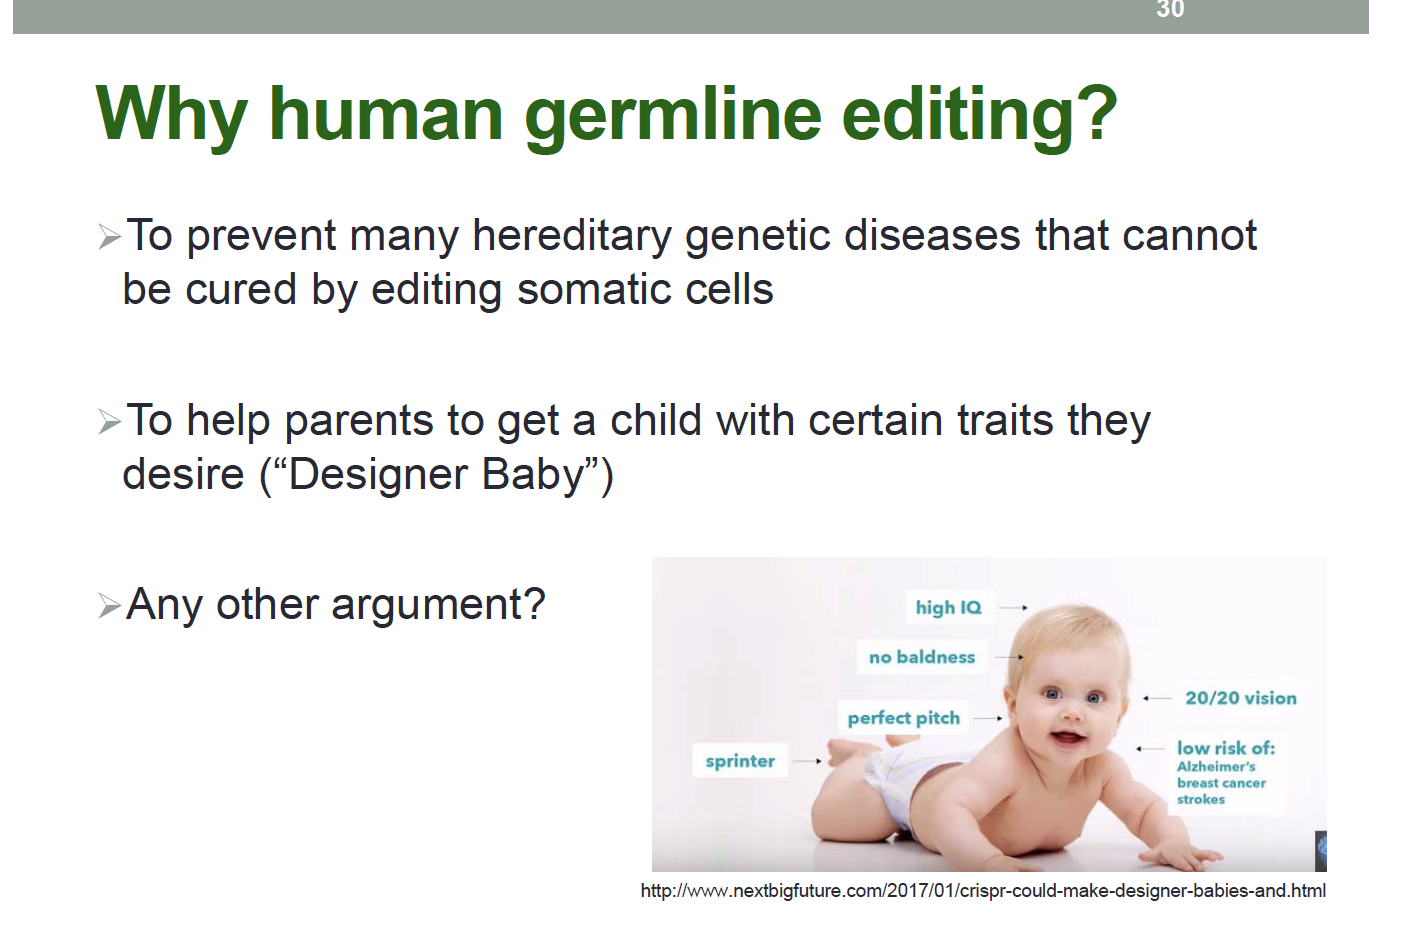 30
Why human germline editing?
➢To prevent many hereditary genetic diseases that cannot
be cured by editing somatic cells
➢To help parents to get a child with certain traits they
desire (“Designer Baby”)
➢Any other argument?
high IQ
no baldness
perfect pitch
sprinter
20/20 vision
low risk of:
Alzheimer's
breast cancer
strokes
http://www.nextbigfuture.com/2017/01/crispr-could-make-designer-babies-and.html